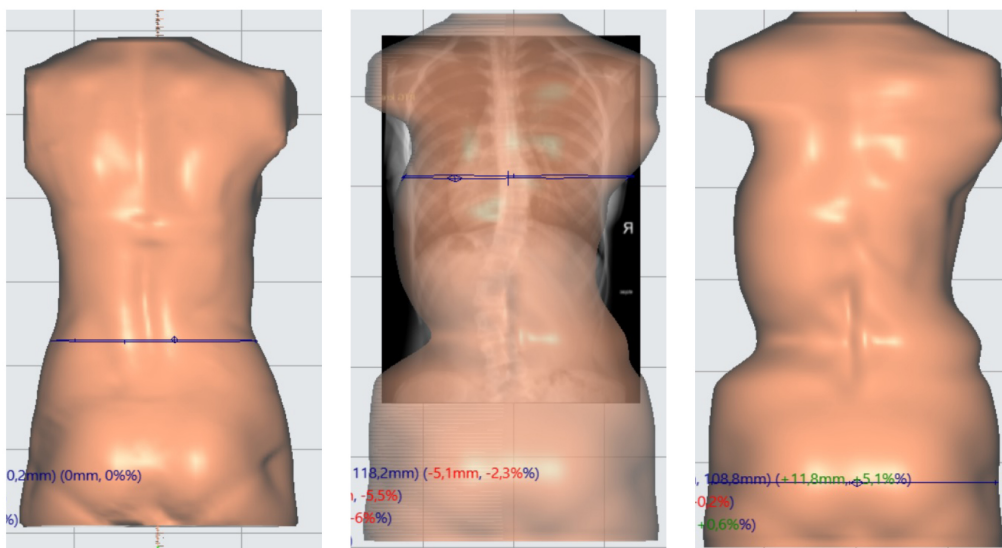 0,2mm) (0mm, 0%%)
%)
R
118,2mm) (-5,1mm, -2,3%%)
, -5,5%)
-6%%)
)
, 108,8mm) (+11,8mm, +5,1%%)
-0,2%)
+0,6%%)